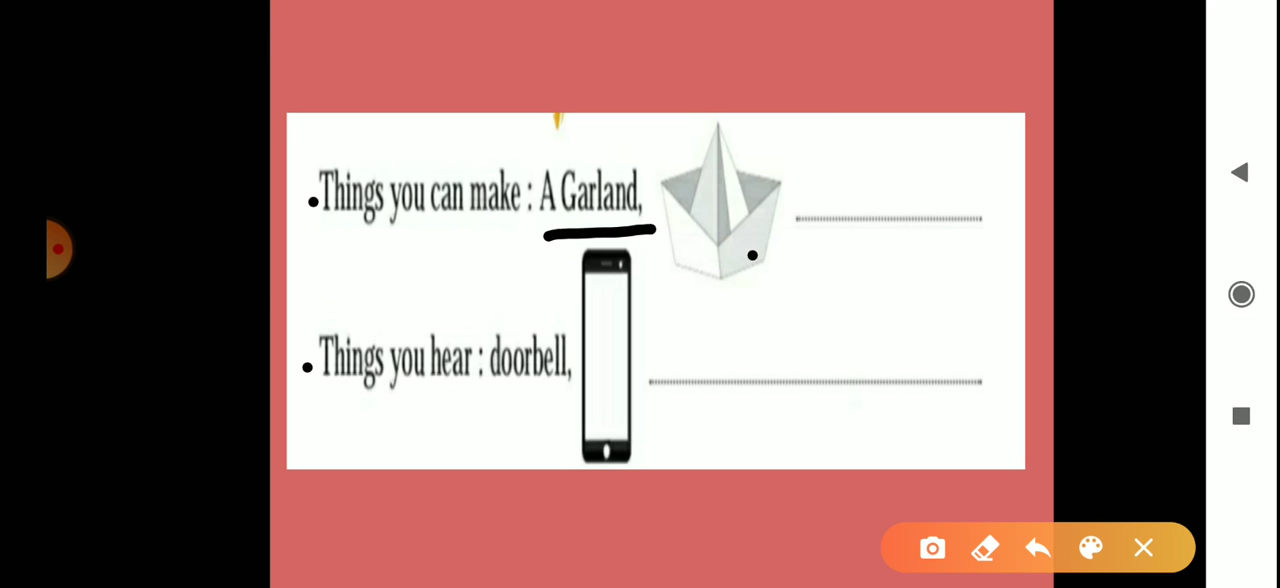 •Things you can make : A Garland,
• Things you hear : doorbell,